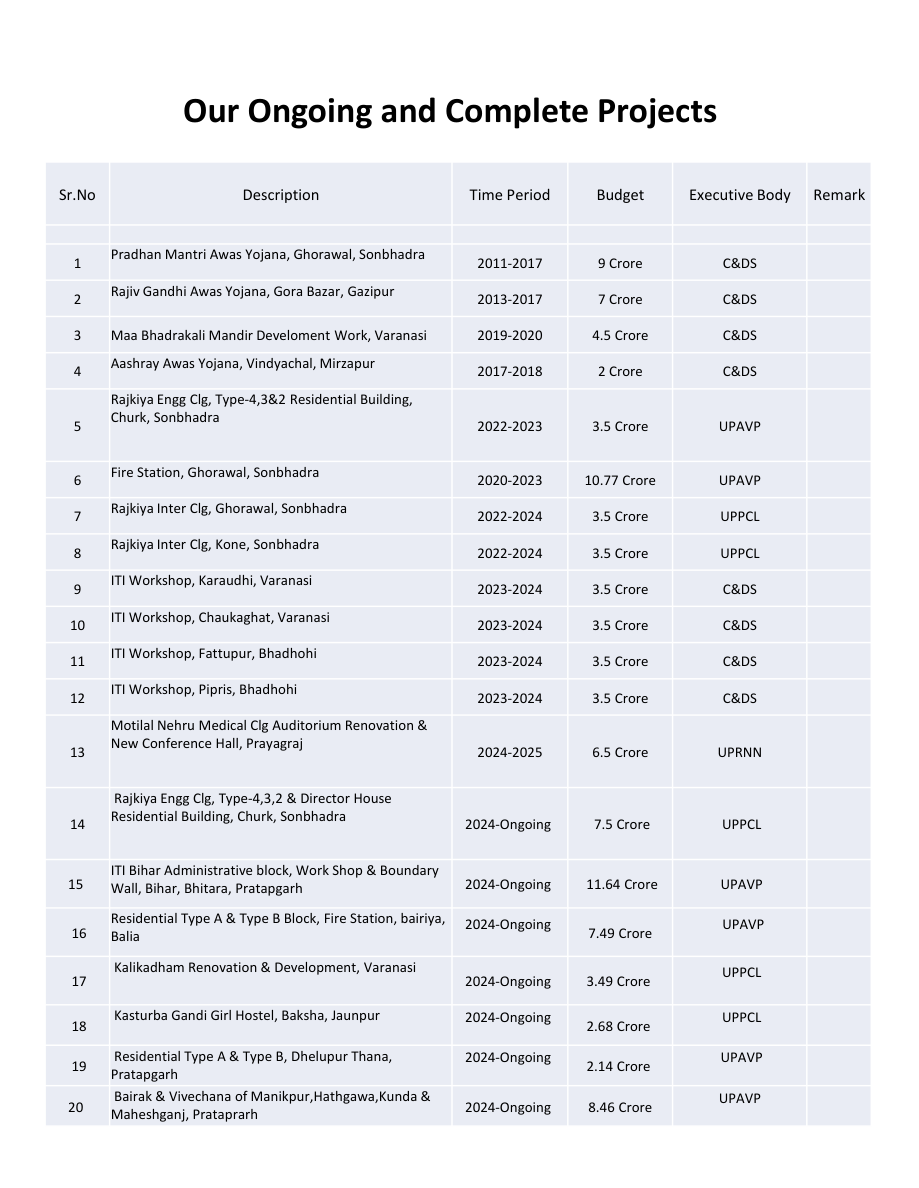 Our Ongoing and Complete Projects
Sr.No Description Time Period Budget Executive Body Remark
1 Pradhan Mantri Awas Yojana, Ghorawal, Sonbhadra 2011-2017 9 Crore C&DS
2 Rajiv Gandhi Awas Yojana, Gora Bazar, Gazipur 2013-2017 7 Crore C&DS
3 Maa Bhadrakali Mandir Develoment Work, Varanasi 2019-2020 4.5 Crore C&DS
4 Aashray Awas Yojana, Vindyachal, Mirzapur 2017-2018 2 Crore C&DS
5 Rajkiya Engg Clg, Type-4,3&2 Residential Building,
Churk, Sonbhadra 2022-2023 3.5 Crore UPAVP
6 Fire Station, Ghorawal, Sonbhadra 2020-2023 10.77 Crore UPAVP
7 Rajkiya Inter Clg, Ghorawal, Sonbhadra 2022-2024 3.5 Crore UPPCL
8 Rajkiya Inter Clg, Kone, Sonbhadra 2022-2024 3.5 Crore UPPCL
9 ITI Workshop, Karaudhi, Varanasi 2023-2024 3.5 Crore C&DS
10 ITI Workshop, Chaukaghat, Varanasi 2023-2024 3.5 Crore C&DS
11 ITI Workshop, Fattupur, Bhadhohi 2023-2024 3.5 Crore C&DS
12 ITI Workshop, Pipris, Bhadhohi 2023-2024 3.5 Crore C&DS
13 Motilal Nehru Medical Clg Auditorium Renovation &
New Conference Hall, Prayagraj 2024-2025 6.5 Crore UPRNN
14 Rajkiya Engg Clg, Type-4,3,2 & Director House
Residential Building, Churk, Sonbhadra 2024-Ongoing 7.5 Crore UPPCL
15 ITI Bihar Administrative block, Work Shop & Boundary
Wall, Bihar, Bhitara, Pratapgarh 2024-Ongoing 11.64 Crore UPAVP
16 Residential Type A & Type B Block, Fire Station, bairiya,
Balia 2024-Ongoing 7.49 Crore UPAVP
17 Kalikadham Renovation & Development, Varanasi 2024-Ongoing 3.49 Crore UPPCL
18 Kasturba Gandi Girl Hostel, Baksha, Jaunpur 2024-Ongoing 2.68 Crore UPPCL
19 Residential Type A & Type B, Dhelupur Thana,
Pratapgarh 2024-Ongoing 2.14 Crore UPAVP
20 Bairak & Vivechana of Manikpur,Hathgawa,Kunda &
Maheshganj, Prataprarh 2024-Ongoing 8.46 Crore UPAVP